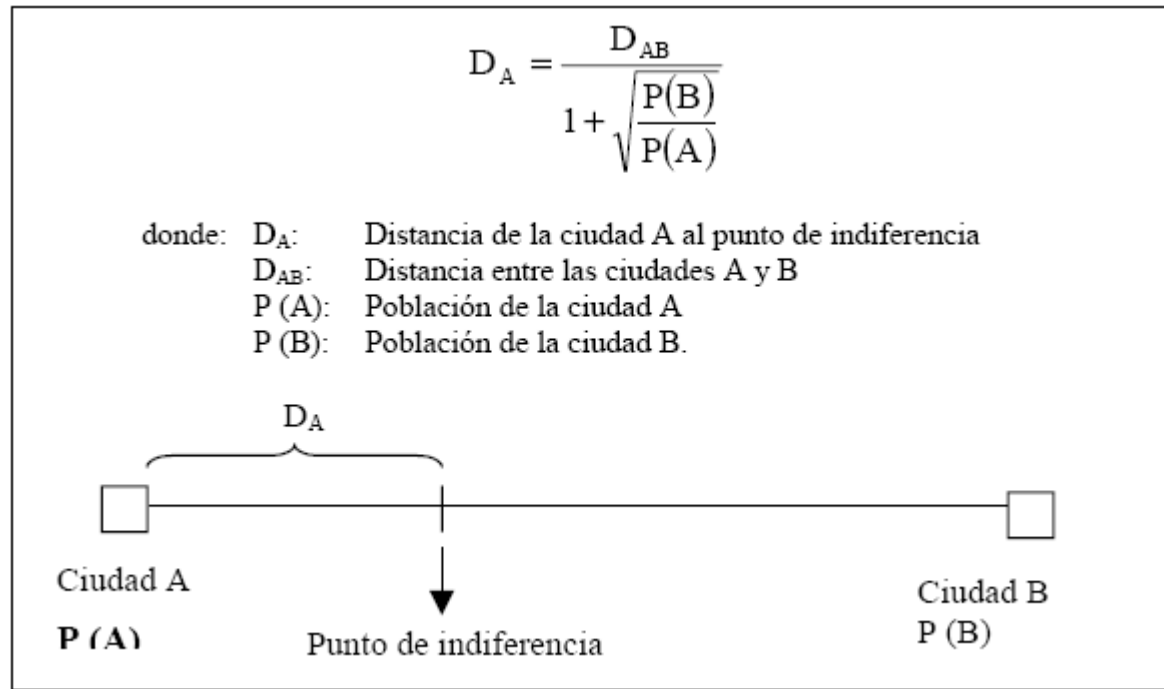 D_A = D_AB / (1 + √(P(B) / P(A)))
donde: D_A: Distancia de la ciudad A al punto de indiferencia
D_AB: Distancia entre las ciudades A y B
P (A): Población de la ciudad A
P (B): Población de la ciudad B.
D_A
Ciudad A
P (A)
Punto de indiferencia
Ciudad B
P (B)